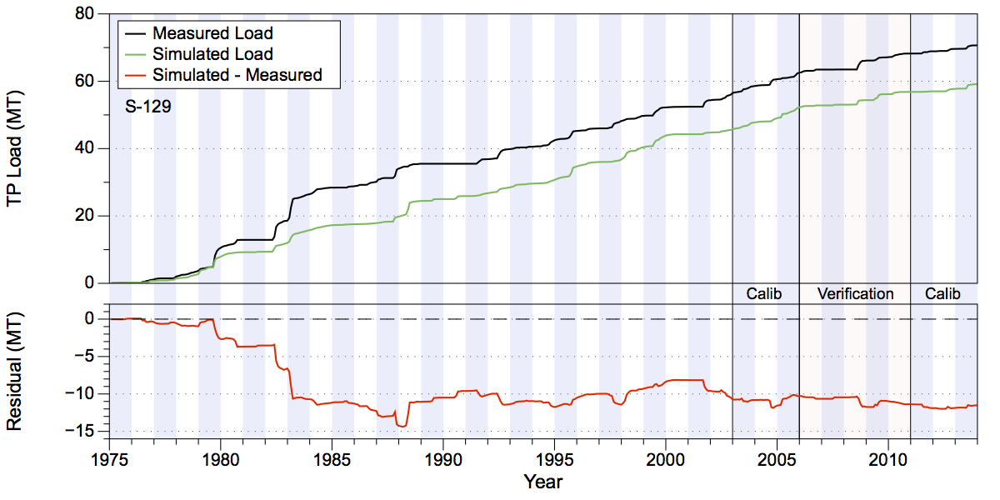 80
Measured Load
Simulated Load
Simulated - Measured
60
S-129
TP Load (MT)
40
20
0
Calib
Verification
Calib
0
−5
Residual (MT)
−10
−15
1975
1980
1985
1990
1995
2000
2005
2010
Year